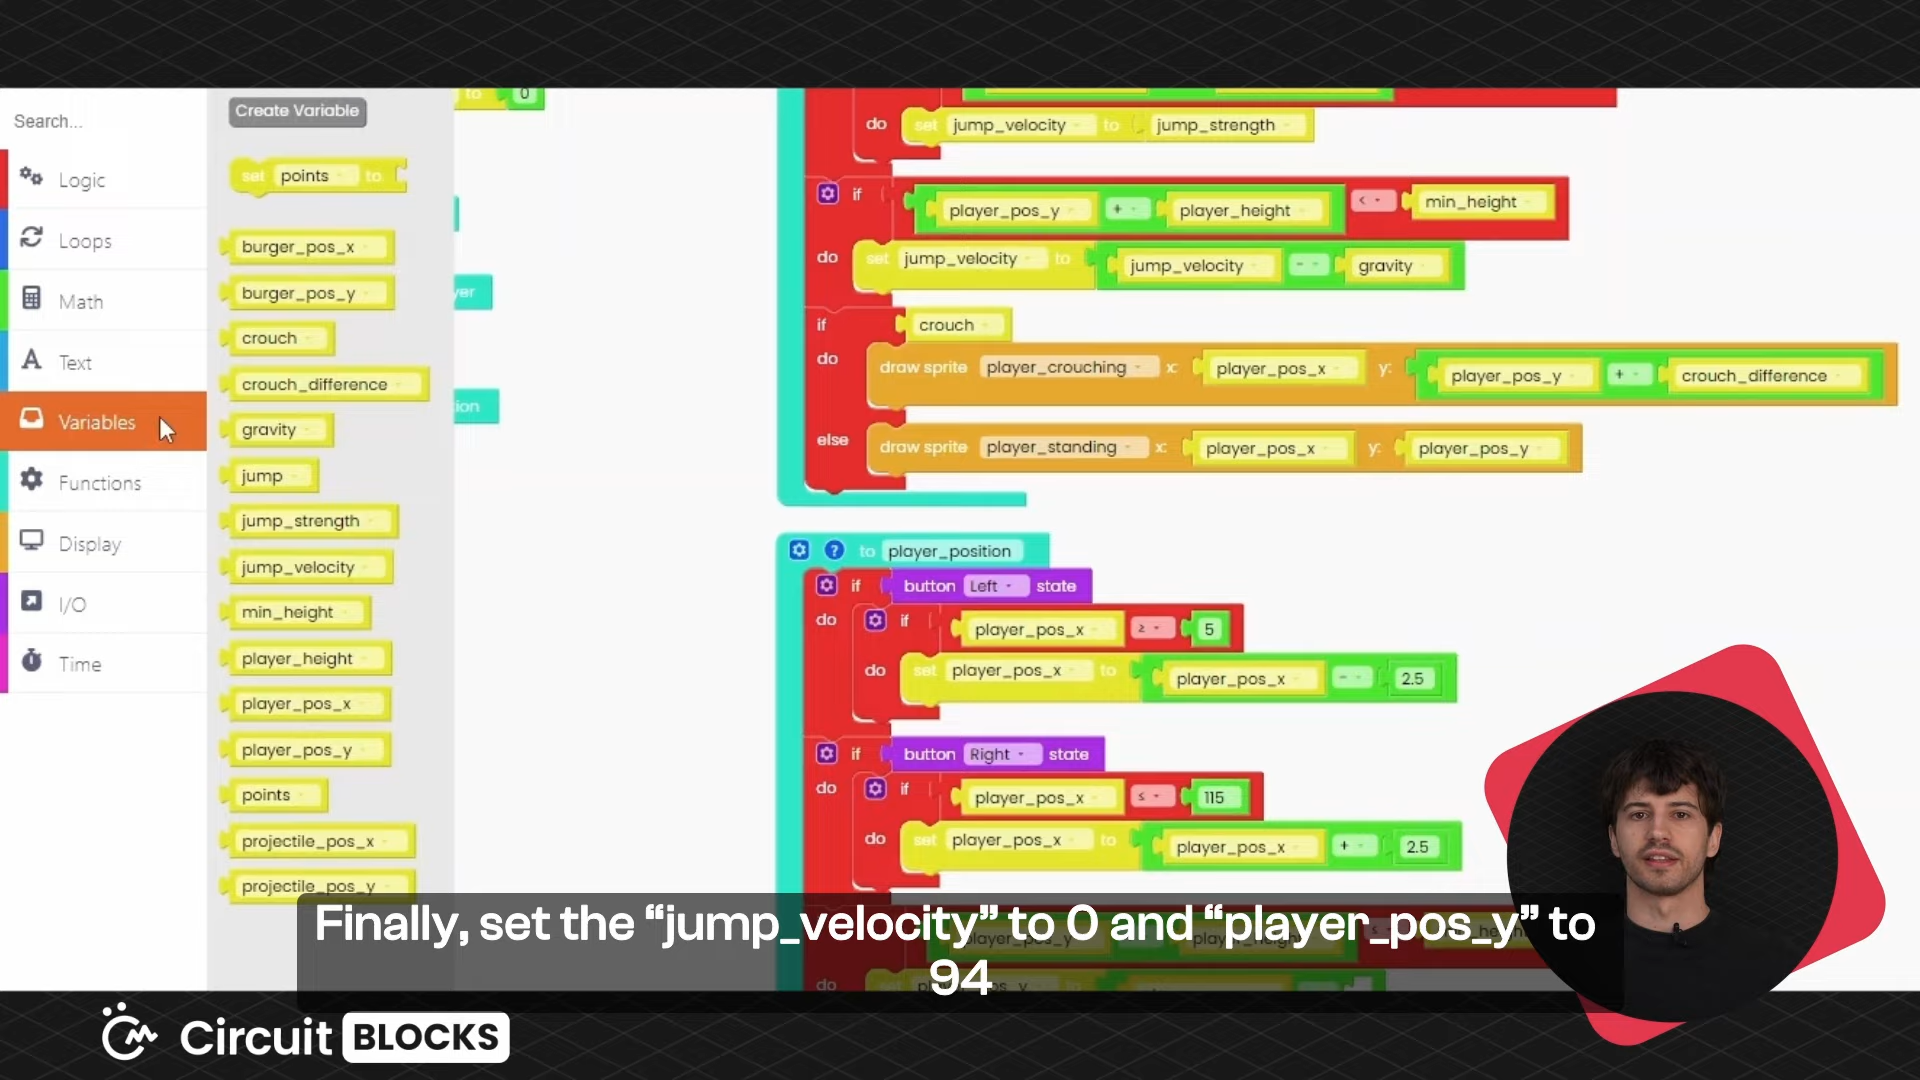 Search...
Logic
Loops
Math
Text
Variables
Functions
Display
I/O
Time
Create Variable
set points to
burger_pos_x
burger_pos_y
crouch
crouch_difference
gravity
jump
jump_strength
jump_velocity
min_height
player_height
player_pos_x
player_pos_y
points
projectile_pos_x
projectile_pos_y
to 0
do set jump_velocity to jump_strength
if player_pos_y + player_height < min_height
do set jump_velocity to jump_velocity - gravity
if crouch
do draw sprite player_crouching x: player_pos_x y: player_pos_y + crouch_difference
else draw sprite player_standing x: player_pos_x y: player_pos_y
to player_position
if button Left state
do if player_pos_x ≥ 5
do set player_pos_x to player_pos_x - 2.5
if button Right state
do if player_pos_x ≤ 115
do set player_pos_x to player_pos_x + 2.5
Finally, set the “jump_velocity” to 0 and “player_pos_y” to
94
Circuit BLOCKS